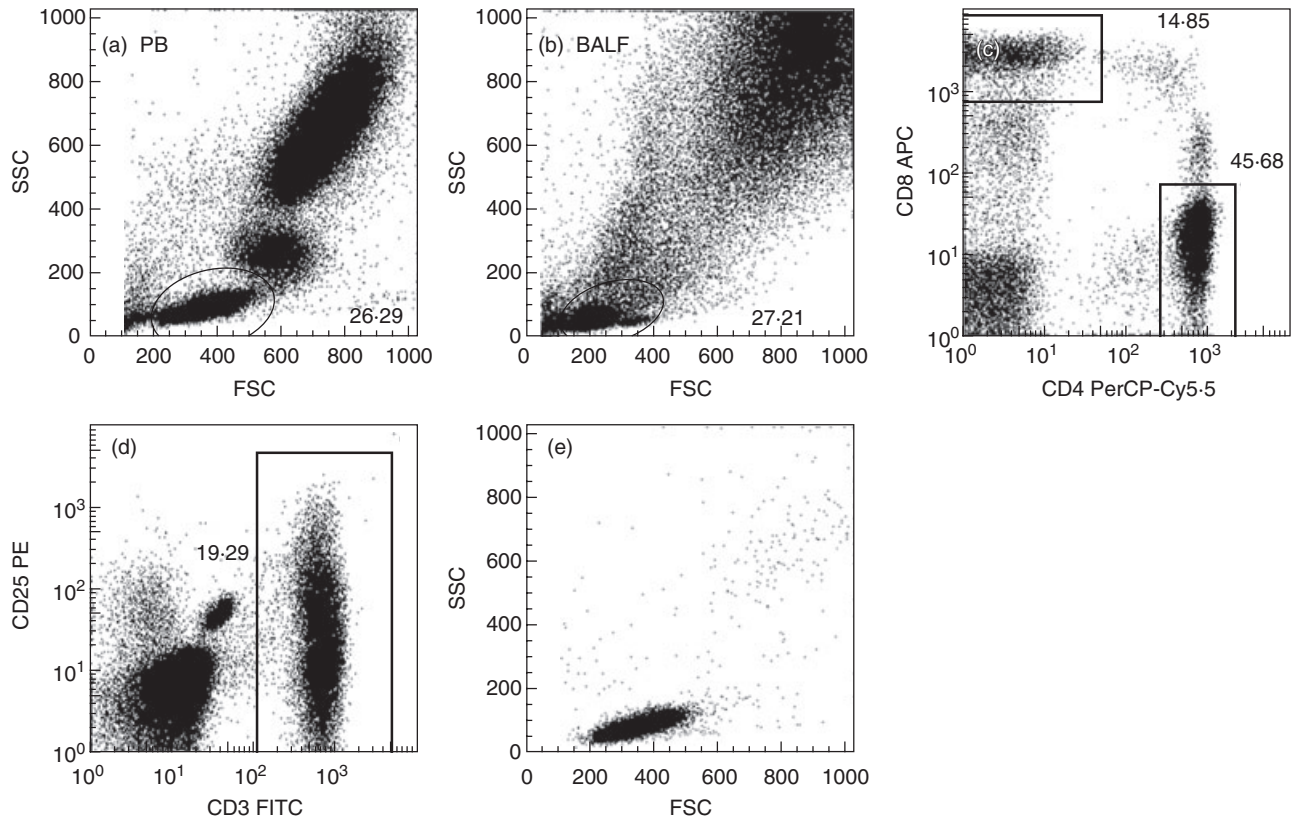 (a) PB
1000
800
600
400
200
0
SSC
26·29
0 200 400 600 800 1000
FSC
(b) BALF
1000
800
600
400
200
0
SSC
27·21
0 200 400 600 800 1000
FSC
(c)
14·85
45·68
10³
10²
10¹
10⁰
CD8 APC
10⁰ 10¹ 10² 10³
CD4 PerCP-Cy5·5
(d)
19·29
10³
10²
10¹
10⁰
CD25 PE
10⁰ 10¹ 10² 10³
CD3 FITC
(e)
1000
800
600
400
200
0
SSC
0 200 400 600 800 1000
FSC